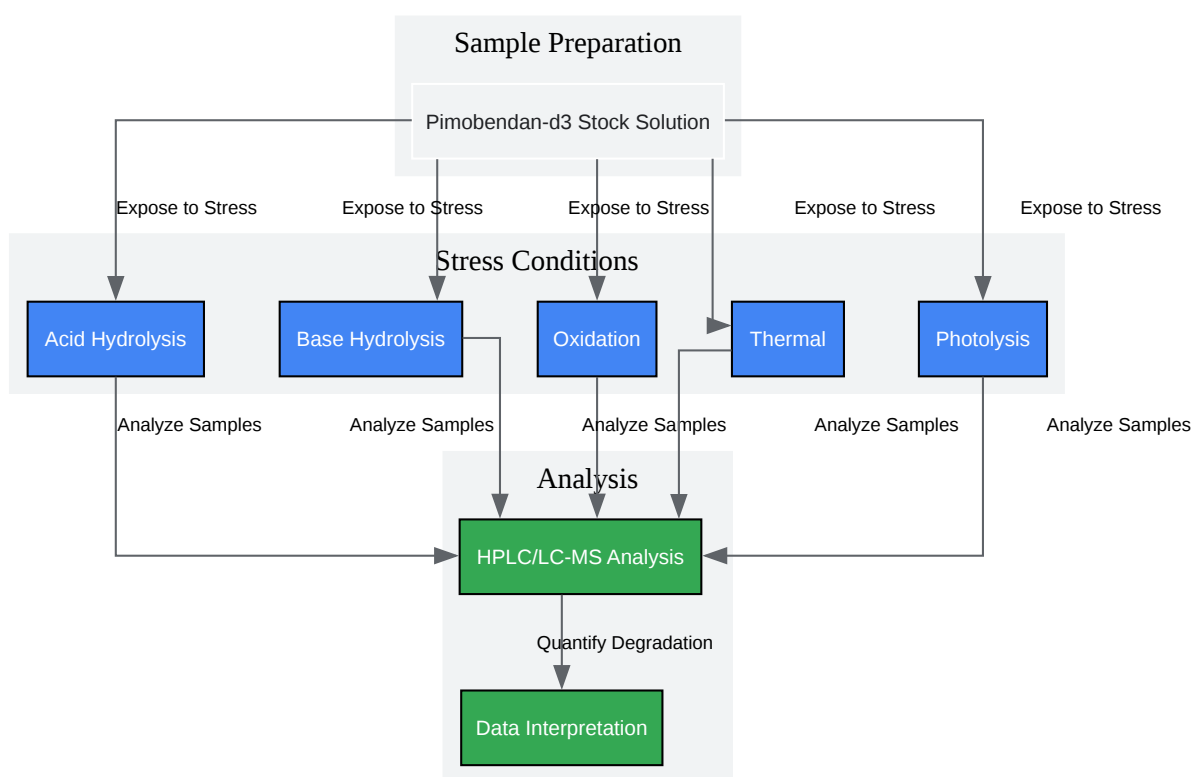 Sample Preparation
Pimobendan-d3 Stock Solution
Expose to Stress
Expose to Stress
Expose to Stress
Expose to Stress
Expose to Stress
Stress Conditions
Acid Hydrolysis
Base Hydrolysis
Oxidation
Thermal
Photolysis
Analyze Samples
Analyze Samples
Analyze Samples
Analyze Samples
Analyze Samples
Analysis
HPLC/LC-MS Analysis
Quantify Degradation
Data Interpretation